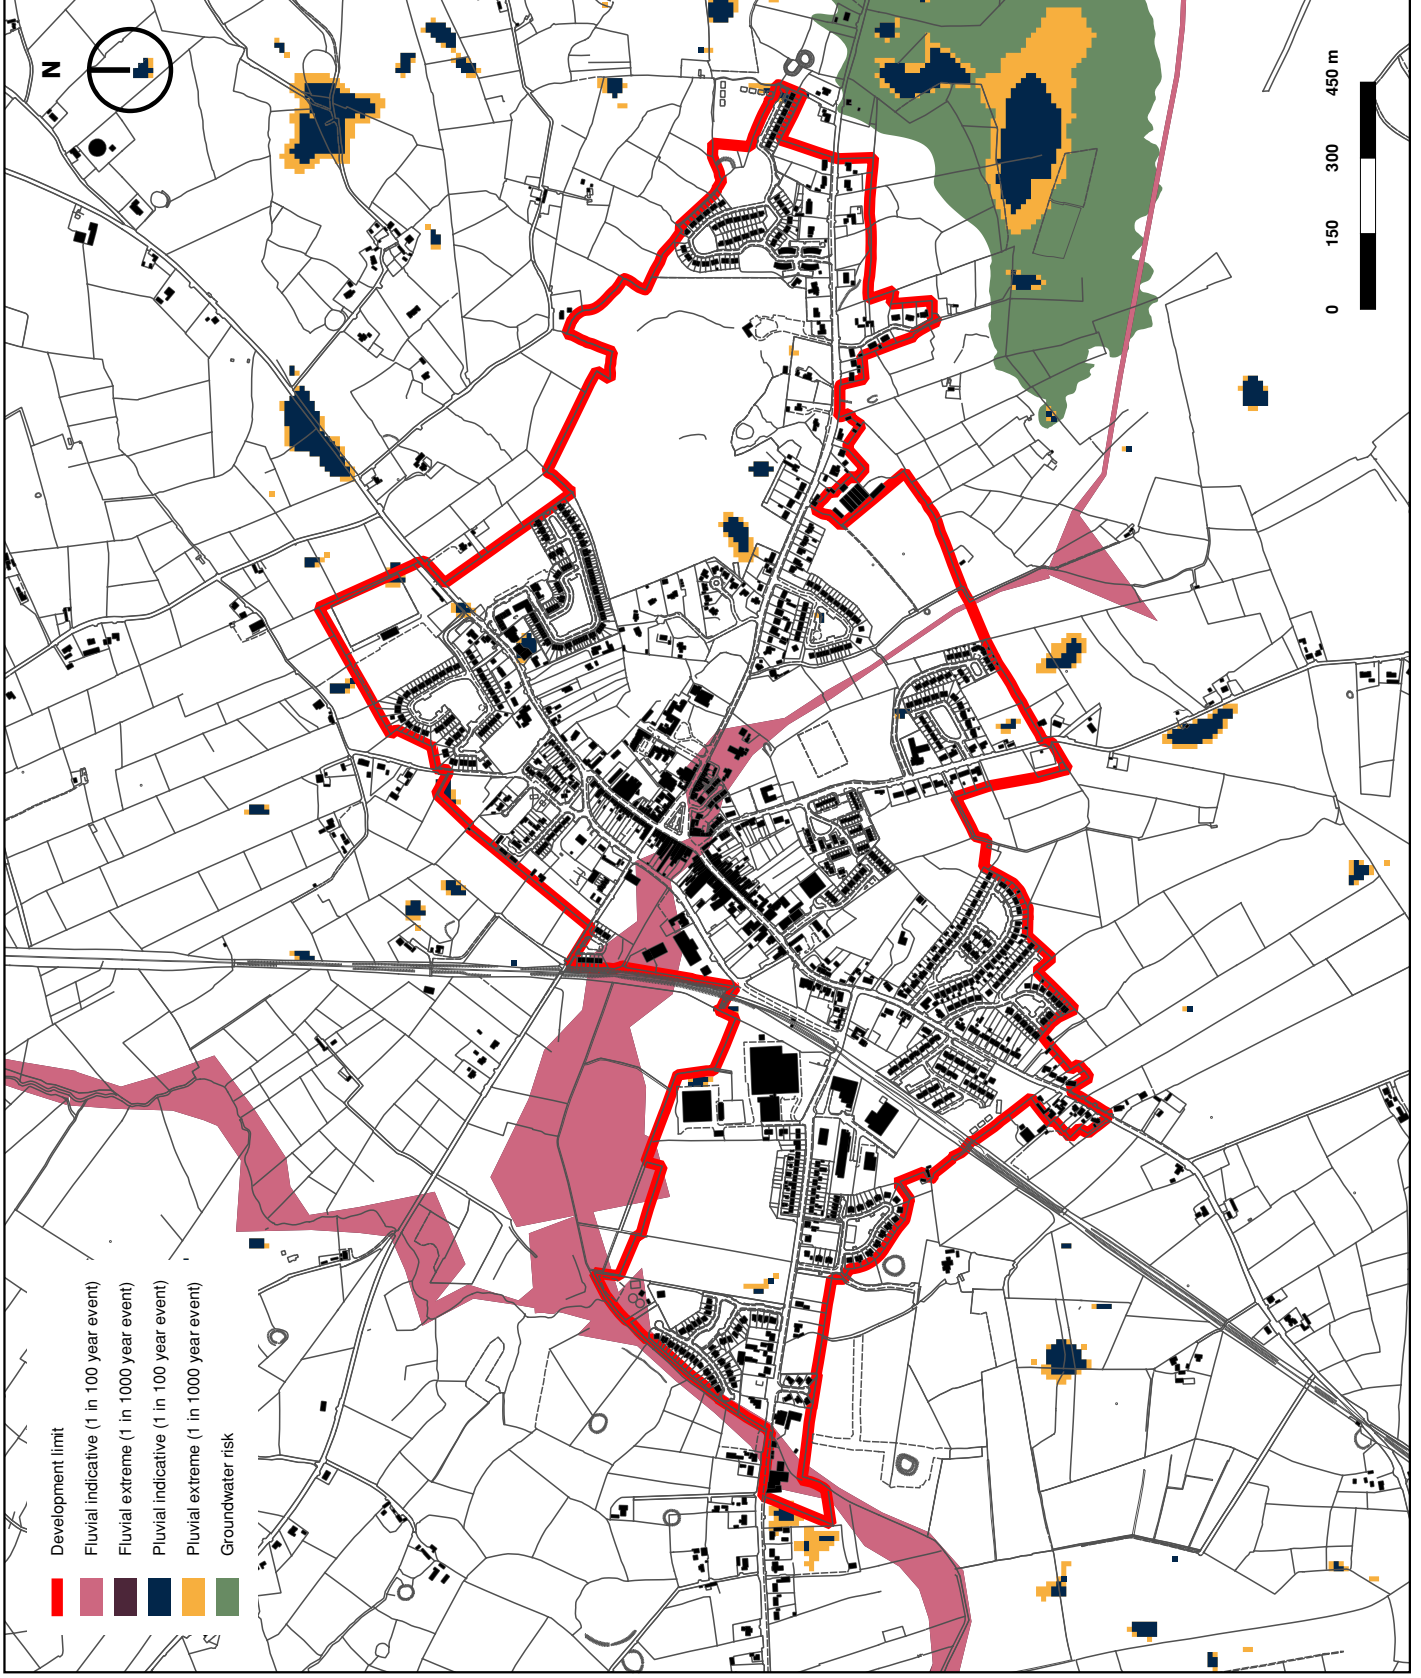 N
Development limit
Fluvial indicative (1 in 100 year event)
Fluvial extreme (1 in 1000 year event)
Pluvial indicative (1 in 100 year event)
Pluvial extreme (1 in 1000 year event)
Groundwater risk
0 150 300 450 m